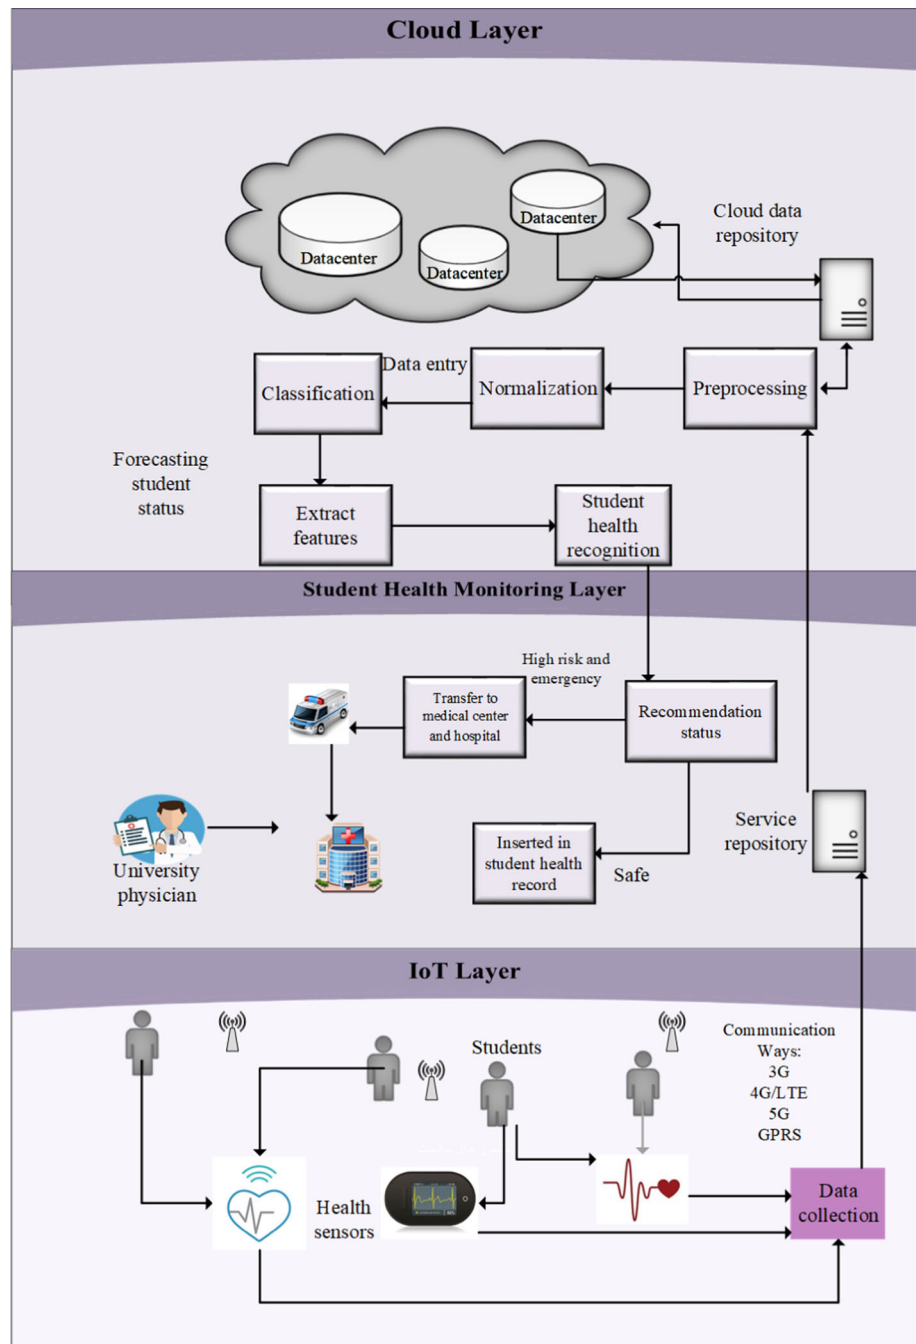 Cloud Layer
Datacenter
Datacenter
Datacenter
Cloud data
repository
Classification
Data entry
Normalization
Preprocessing
Forecasting
student
status
Extract
features
Student
health
recognition
Student Health Monitoring Layer
High risk and
emergency
Transfer to
medical center
and hospital
Recommendation
status
University
physician
Inserted in
student health
record
Safe
Service
repository
IoT Layer
Students
Communication
Ways:
3G
4G/LTE
5G
GPRS
Health
sensors
Data
collection